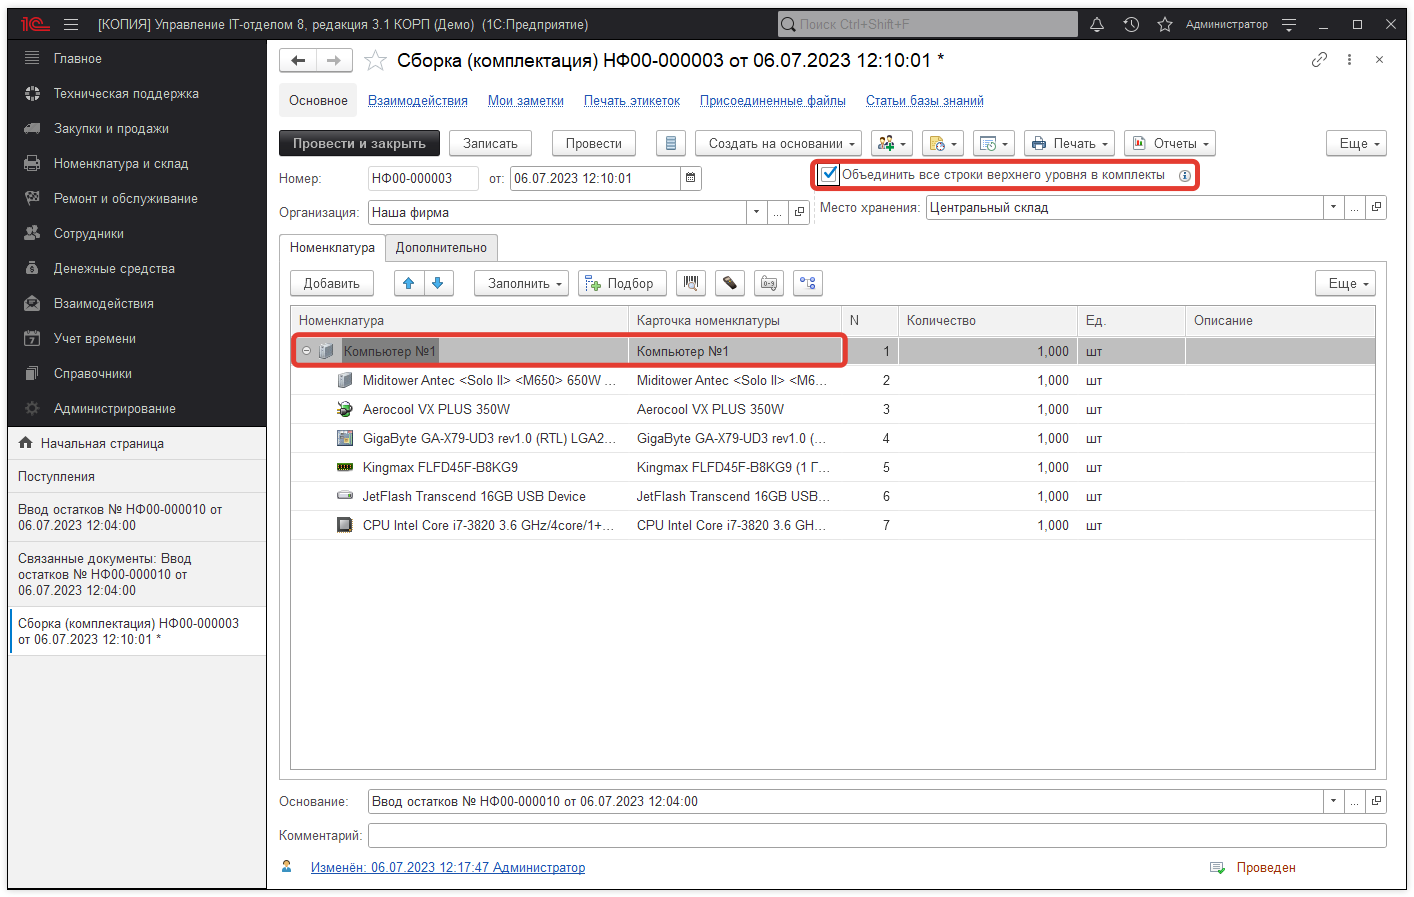 1С [КОПИЯ] Управление IT-отделом 8, редакция 3.1 КОРП (Демо) (1С:Предприятие) Поиск Ctrl+Shift+F Администратор
Главное
Техническая поддержка
Закупки и продажи
Номенклатура и склад
Ремонт и обслуживание
Сотрудники
Денежные средства
Взаимодействия
Учет времени
Справочники
Администрирование
Начальная страница
Поступления
Ввод остатков № НФ00-000010 от
06.07.2023 12:04:00
Связанные документы: Ввод
остатков № НФ00-000010 от
06.07.2023 12:04:00
Сборка (комплектация) НФ00-000003
от 06.07.2023 12:10:01 *
Сборка (комплектация) НФ00-000003 от 06.07.2023 12:10:01 *
Основное Взаимодействия Мои заметки Печать этикеток Присоединенные файлы Статьи базы знаний
Провести и закрыть Записать Провести Создать на основании Печать Отчеты Еще
Номер: НФ00-000003 от: 06.07.2023 12:10:01 Объединить все строки верхнего уровня в комплекты
Организация: Наша фирма ... Место хранения: Центральный склад ...
Номенклатура Дополнительно
Добавить Заполнить Подбор Еще
Номенклатура Карточка номенклатуры N Количество Ед. Описание
Компьютер №1 Компьютер №1 1 1,000 шт
Miditower Antec <Solo II> <M650> 650W ... Miditower Antec <Solo II> <M6... 2 1,000 шт
Aerocool VX PLUS 350W Aerocool VX PLUS 350W 3 1,000 шт
GigaByte GA-X79-UD3 rev1.0 (RTL) LGA2... GigaByte GA-X79-UD3 rev1.0 (... 4 1,000 шт
Kingmax FLFD45F-B8KG9 Kingmax FLFD45F-B8KG9 (1 Г... 5 1,000 шт
JetFlash Transcend 16GB USB Device JetFlash Transcend 16GB USB... 6 1,000 шт
CPU Intel Core i7-3820 3.6 GHz/4core/1+... CPU Intel Core i7-3820 3.6 GH... 7 1,000 шт
Основание: Ввод остатков № НФ00-000010 от 06.07.2023 12:04:00 ...
Комментарий:
Изменён: 06.07.2023 12:17:47 Администратор Проведен